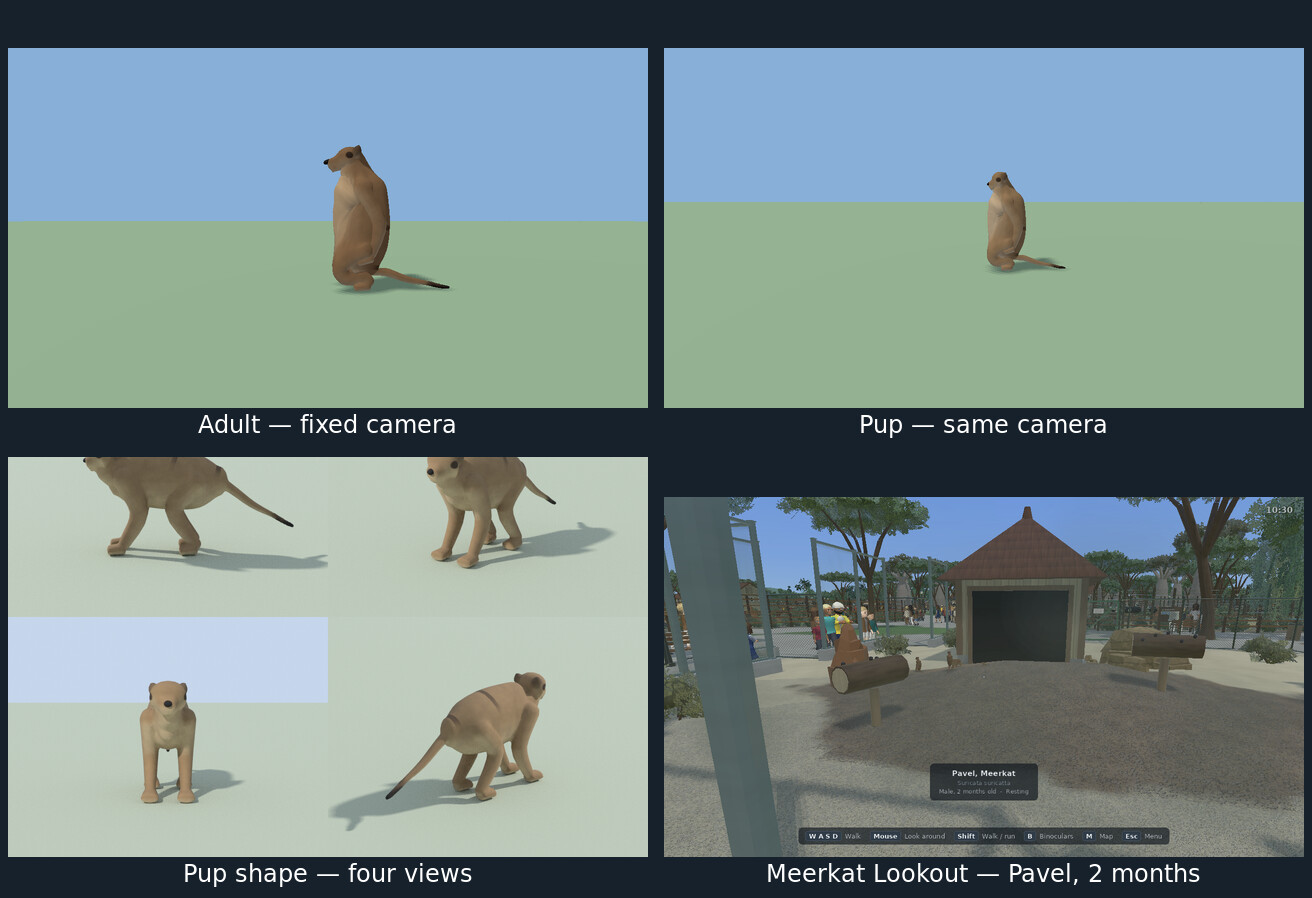 Adult — fixed camera
Pup — same camera
10:30
Pavel, Meerkat
Suricata suricatta
Male, 2 months old · Resting
W A S D Walk Mouse Look around Shift Walk / run B Binoculars M Map Esc Menu
Pup shape — four views
Meerkat Lookout — Pavel, 2 months